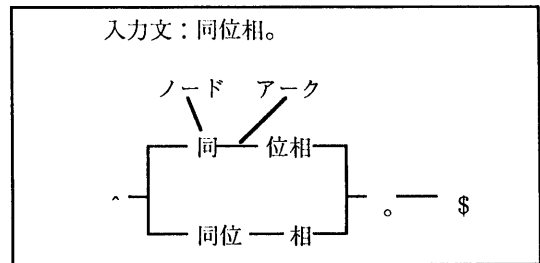 入力文：同位相。
ノード アーク
同 位相
^ 。 $
同位 相